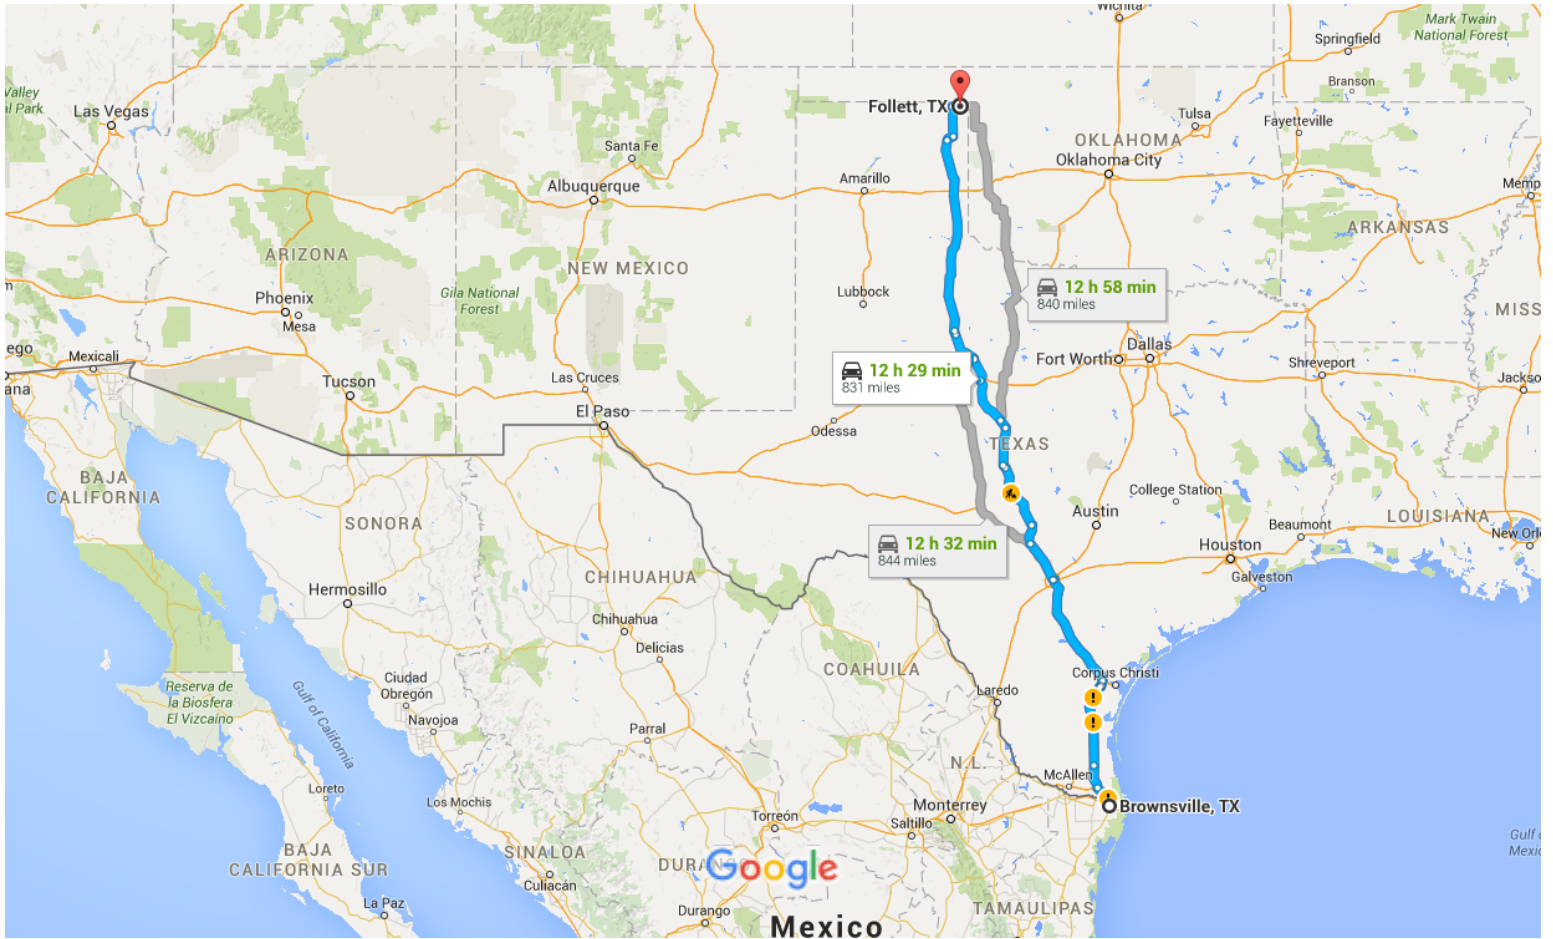 Wichita
Mark Twain
National Forest
Springfield
Branson
Valley
al Park
Las Vegas
Follett, TX
Tulsa
Fayetteville
OKLAHOMA
Oklahoma City
Santa Fe
Albuquerque
Amarillo
Memp
ARKANSAS
ARIZONA
NEW MEXICO
Gila National
Forest
Phoenix
Mesa
Lubbock
12 h 58 min
840 miles
MISS
ego
Mexicali
ana
Tucson
Las Cruces
El Paso
12 h 29 min
831 miles
Fort Worth
Dallas
Shreveport
Jackso
Odessa
TEXAS
BAJA
CALIFORNIA
SONORA
College Station
Austin
Beaumont
LOUISIANA
New Orl
12 h 32 min
844 miles
Houston
Galveston
CHIHUAHUA
Hermosillo
Chihuahua
Delicias
COAHUILA
Corpus Christi
Laredo
Reserva de
la Biosfera
El Vizcaíno
Gulf of California
Ciudad
Obregón
Navojoa
Parral
N.L.
McAllen
Brownsville, TX
Loreto
Los Mochis
Torreón
Monterrey
Saltillo
BAJA
CALIFORNIA SUR
SINALOA
Culiacán
DURANGO
Google
Gulf o
Mexic
La Paz
Durango
TAMAULIPAS
Mexico